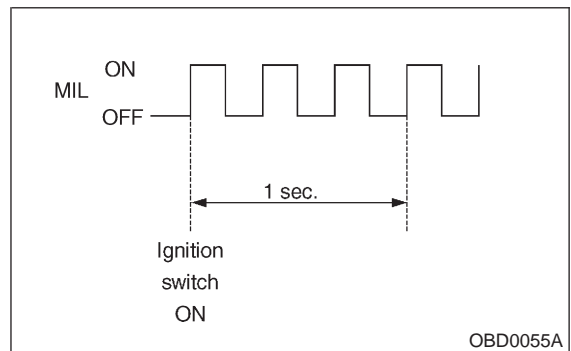 ON
MIL
OFF
1 sec.
Ignition
switch
ON
OBD0055A